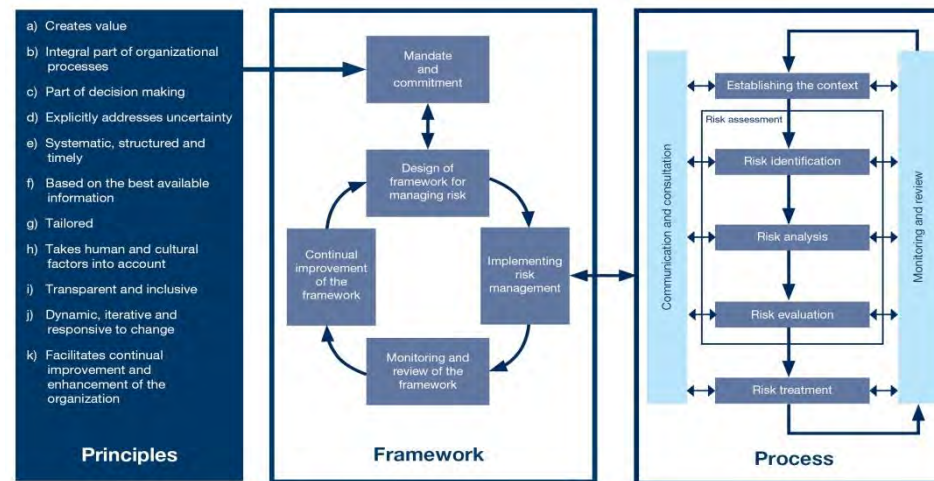 a) Creates value
b) Integral part of organizational
processes
c) Part of decision making
d) Explicitly addresses uncertainty
e) Systematic, structured and
timely
f) Based on the best available
information
g) Tailored
h) Takes human and cultural
factors into account
i) Transparent and inclusive
j) Dynamic, iterative and
responsive to change
k) Facilitates continual
improvement and
enhancement of the
organization
Principles
Mandate
and
commitment
Design of
framework for
managing risk
Continual
improvement
of the
framework
Implementing
risk
management
Monitoring and
review of the
framework
Framework
Communication and consultation
Establishing the context
Risk assessment
Risk identification
Risk analysis
Risk evaluation
Risk treatment
Monitoring and review
Process